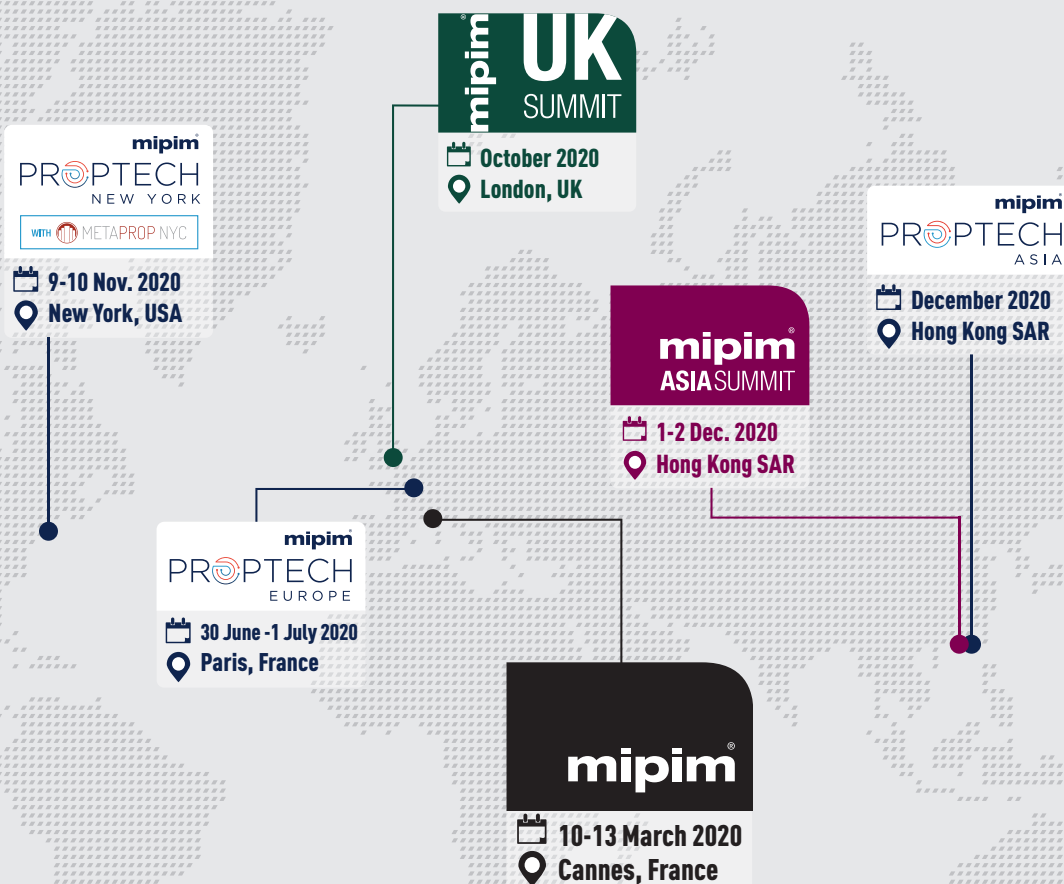 mipim®
UK
SUMMIT
October 2020
London, UK
mipim®
PROPTECH
NEW YORK
WITH METAPROP NYC
9-10 Nov. 2020
New York, USA
mipim®
PROPTECH
ASIA
December 2020
Hong Kong SAR
mipim®
ASIA SUMMIT
1-2 Dec. 2020
Hong Kong SAR
mipim®
PROPTECH
EUROPE
30 June -1 July 2020
Paris, France
mipim®
10-13 March 2020
Cannes, France